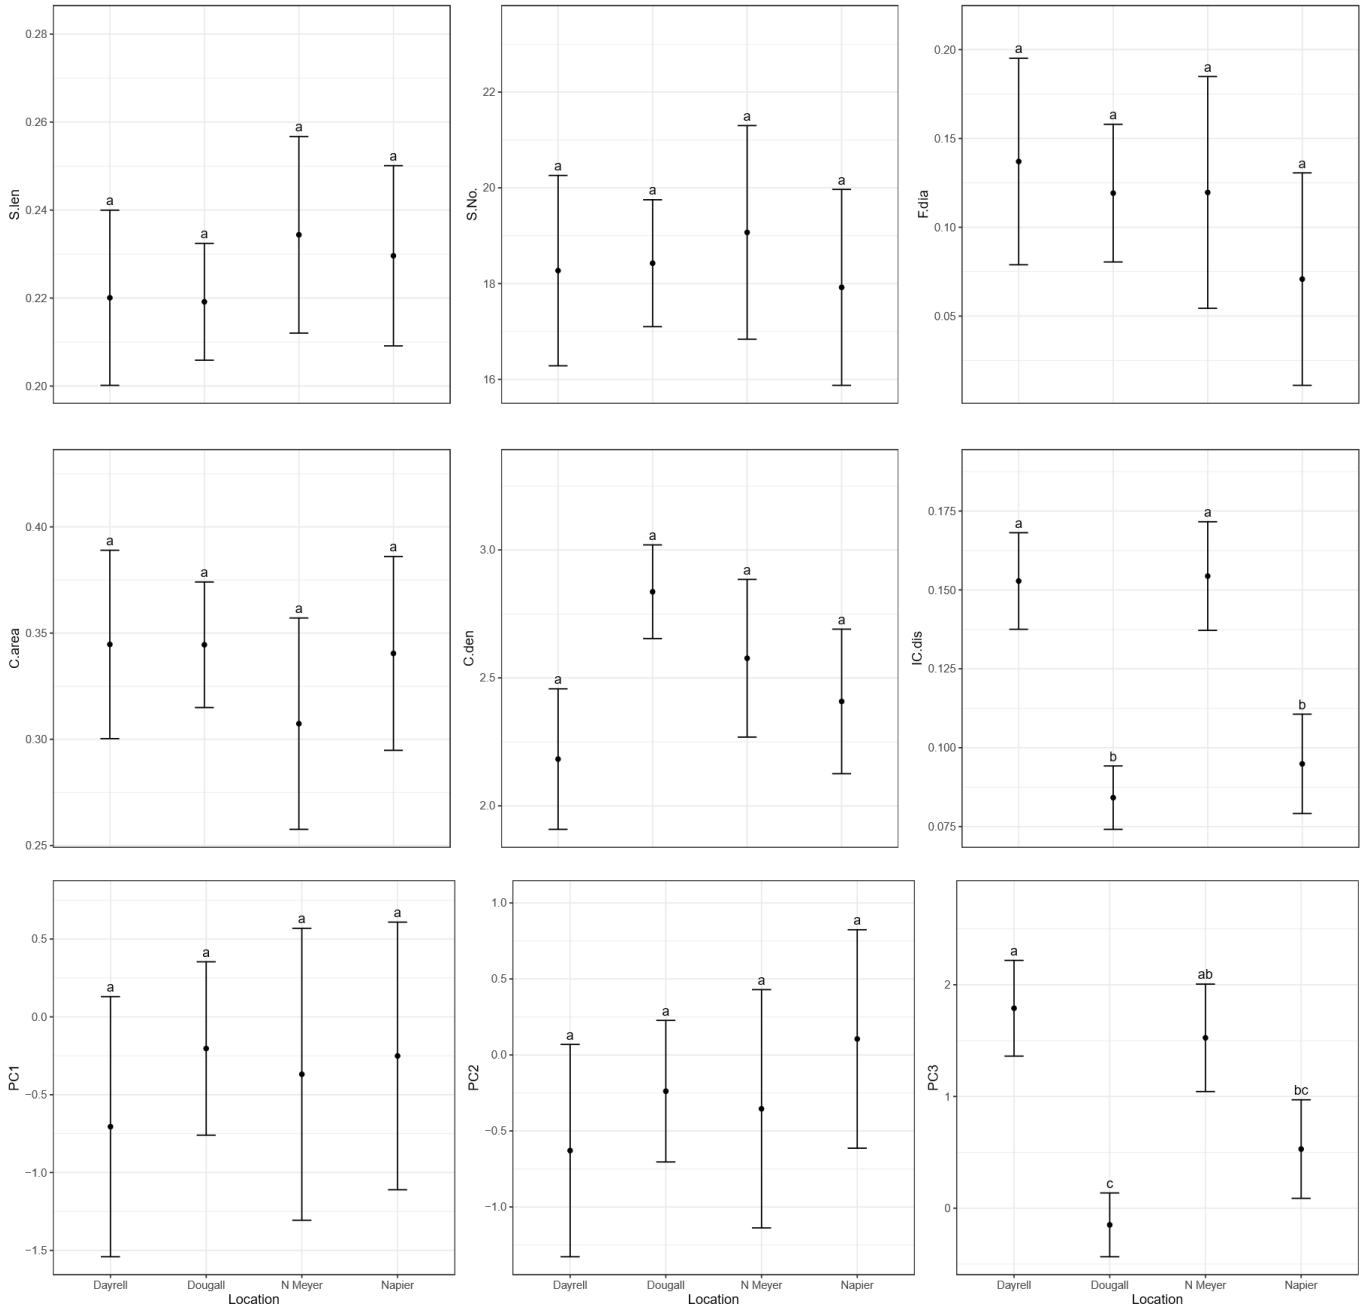 S.len
0.28
0.26
0.24
0.22
0.20
a
a
a
a
S.No.
22
20
18
16
a
a
a
a
F.dia
0.20
0.15
0.10
0.05
a
a
a
a
C.area
0.40
0.35
0.30
0.25
a
a
a
a
C.den
3.0
2.5
2.0
a
a
a
a
IC.dis
0.175
0.150
0.125
0.100
0.075
a
b
a
b
PC1
0.5
0.0
−0.5
−1.0
−1.5
a
a
a
a
Dayrell Dougall N Meyer Napier
Location
PC2
1.0
0.5
0.0
−0.5
−1.0
a
a
a
a
Dayrell Dougall N Meyer Napier
Location
PC3
2
1
0
a
c
ab
bc
Dayrell Dougall N Meyer Napier
Location